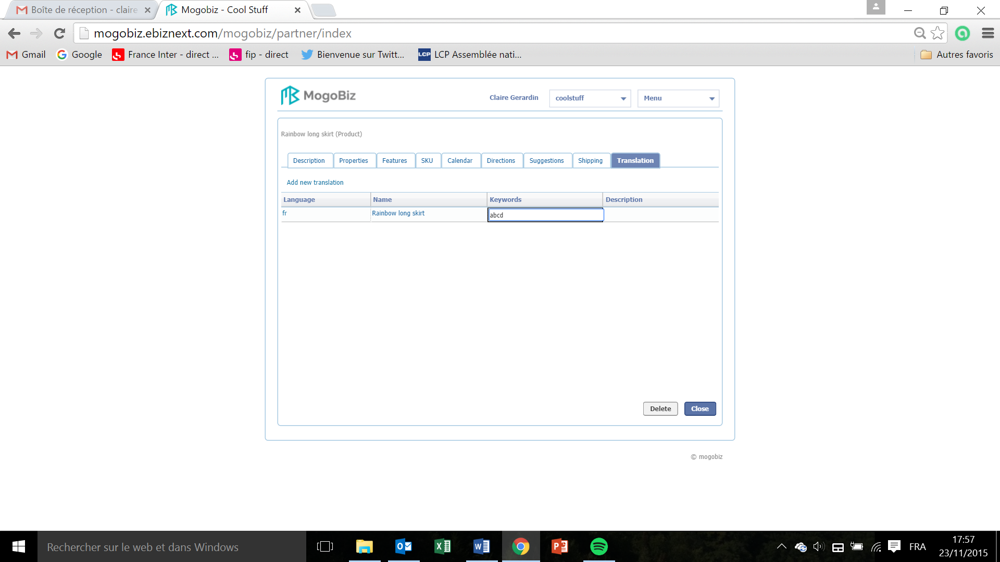 Boîte de réception - claire
Mogobiz - Cool Stuff
mogobiz.ebiznext.com/mogobiz/partner/index
Gmail
Google
France Inter - direct ...
fip - direct
Bienvenue sur Twitt...
LCP
LCP Assemblée nati...
Autres favoris
MogoBiz
Claire Gerardin
coolstuff
Menu
Rainbow long skirt (Product)
Description
Properties
Features
SKU
Calendar
Directions
Suggestions
Shipping
Translation
Add new translation
Language
Name
Keywords
Description
fr
Rainbow long skirt
abcd
Delete
Close
© mogobiz
Rechercher sur le web et dans Windows
FRA
17:57
23/11/2015